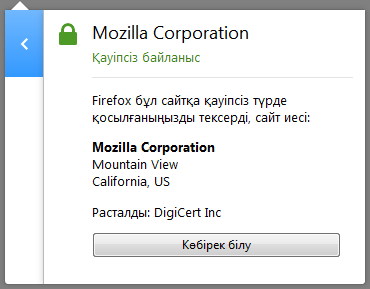 Mozilla Corporation
Қауіпсіз байланыс
Firefox бұл сайтқа қауіпсіз түрде
қосылғаныңызды тексерді, сайт иесі:
Mozilla Corporation
Mountain View
California, US
Расталды: DigiCert Inc
Көбірек білу